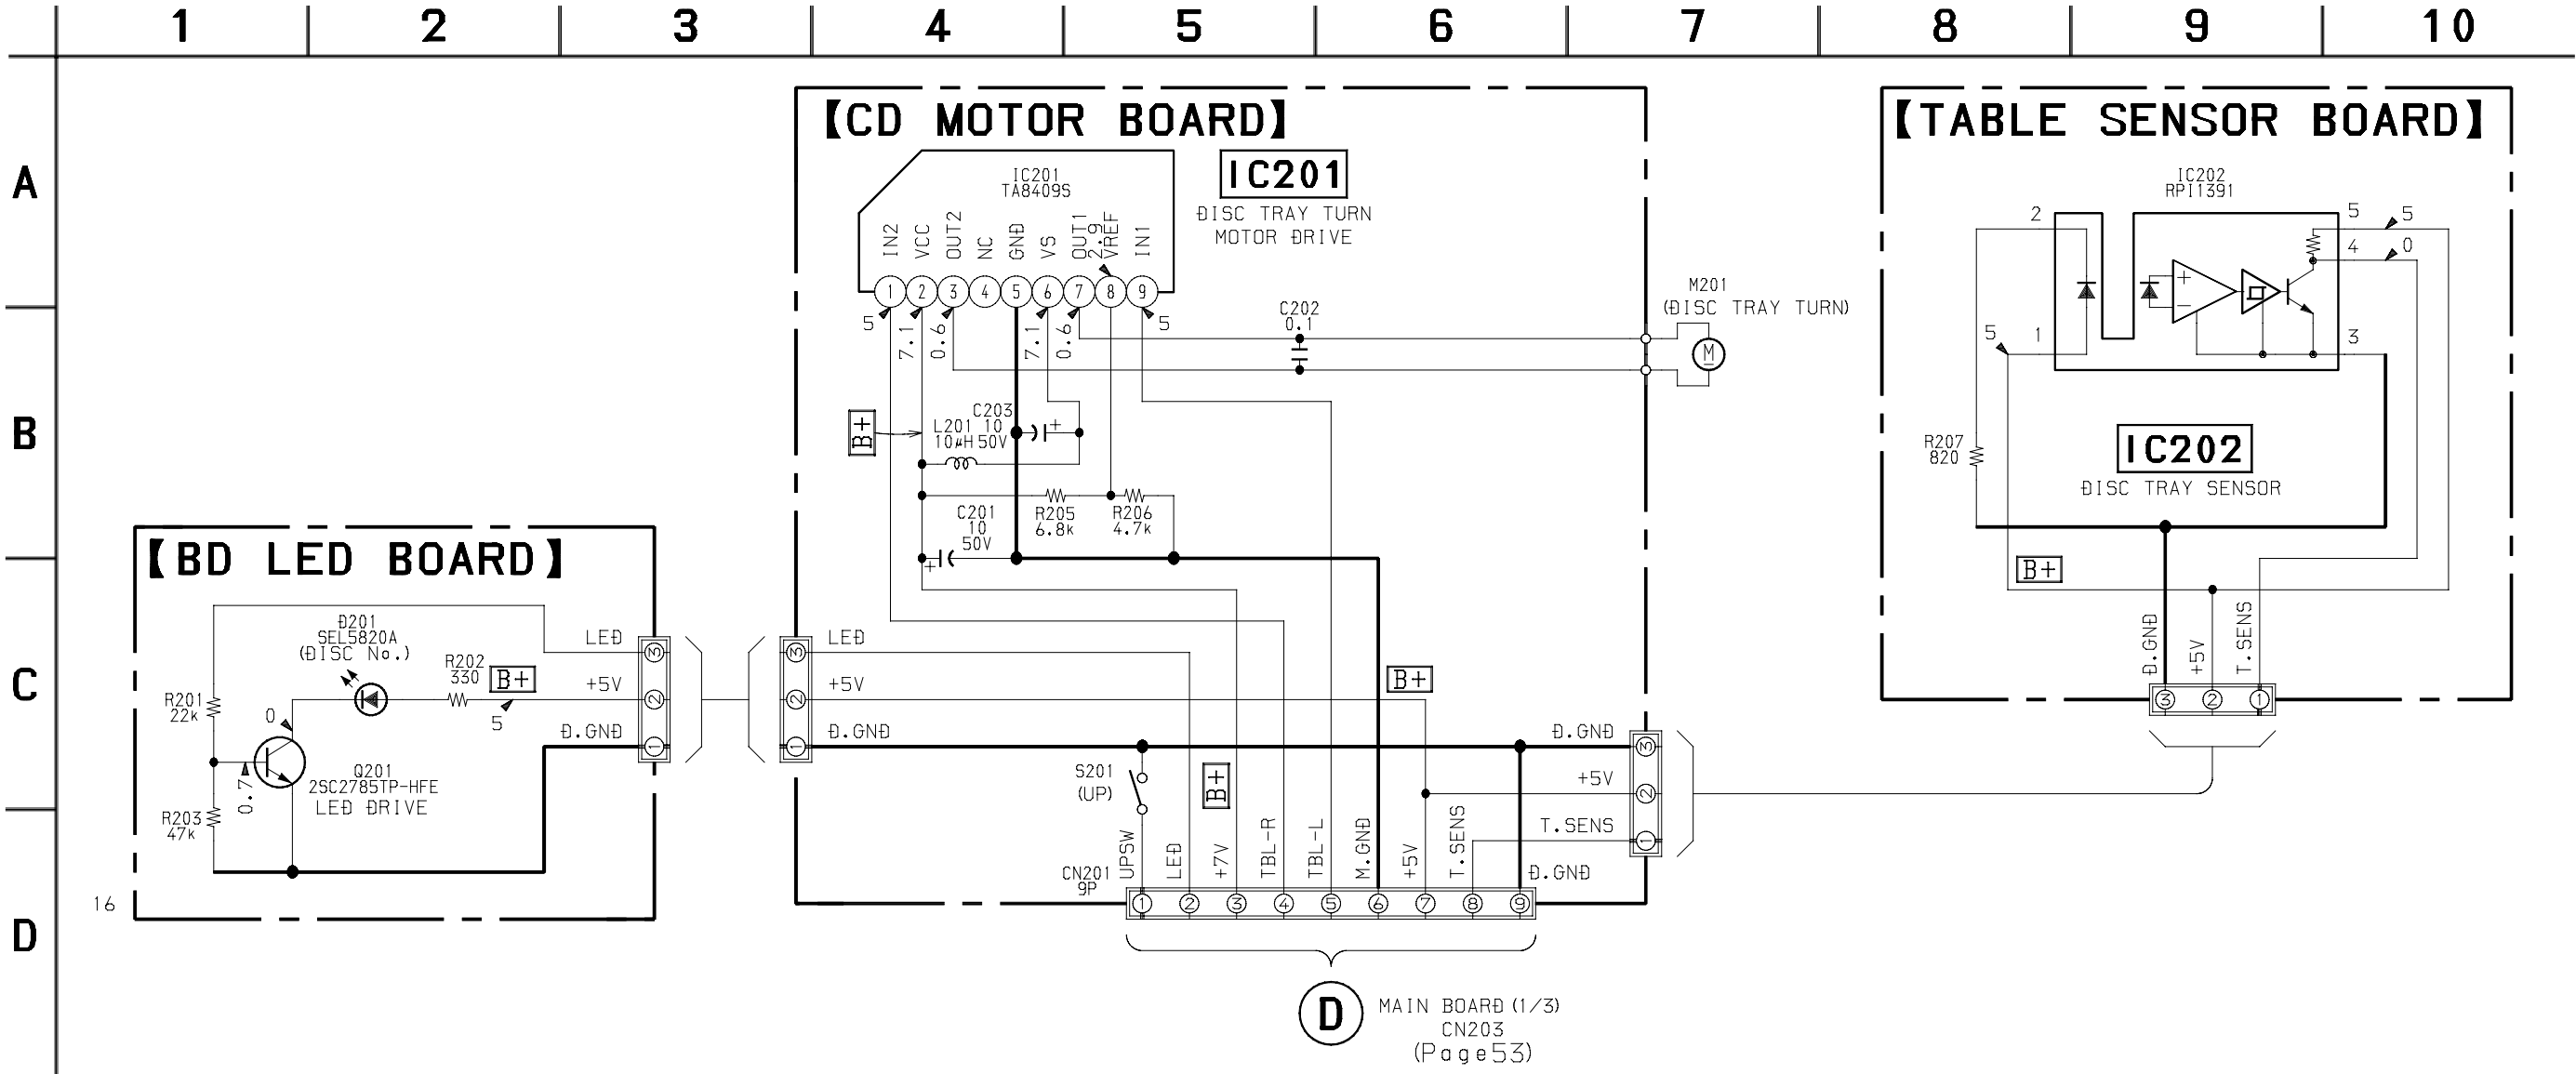 1 2 3 4 5 6 7 8 9 10
A
B
C
D
【BD LED BOARD】
D201
SEL5820A
(DISC No.)
R202
330
B+
LED
+5V
D.GND
3
2
1
R201
22k
0
5
0.7
Q201
2SC2785TP-HFE
LED DRIVE
R203
47k
16
【CD MOTOR BOARD】
IC201
TA8409S
IC201
DISC TRAY TURN
MOTOR DRIVE
IN2
VCC
OUT2
NC
GND
VS
OUT1
2.9
VREF
IN1
1 2 3 4 5 6 7 8 9
5
7.1
0.6
7.1
0.6
5
C202
0.1
M201
(DISC TRAY TURN)
M
B+
C203
10
50V
L201
10µH
R205
6.8k
R206
4.7k
C201
10
50V
+
+
LED
+5V
D.GND
3
2
1
B+
S201
(UP)
B+
D.GND
+5V
T.SENS
3
2
1
CN201
9P
UPSW
LED
+7V
TBL-R
TBL-L
M.GND
+5V
T.SENS
D.GND
1 2 3 4 5 6 7 8 9
D
MAIN BOARD (1/3)
CN203
(Page53)
【TABLE SENSOR BOARD】
IC202
RPI1391
2
5
5
4
0
5
1
3
+
−
R207
820
IC202
DISC TRAY SENSOR
B+
D.GND
+5V
T.SENS
3 2 1